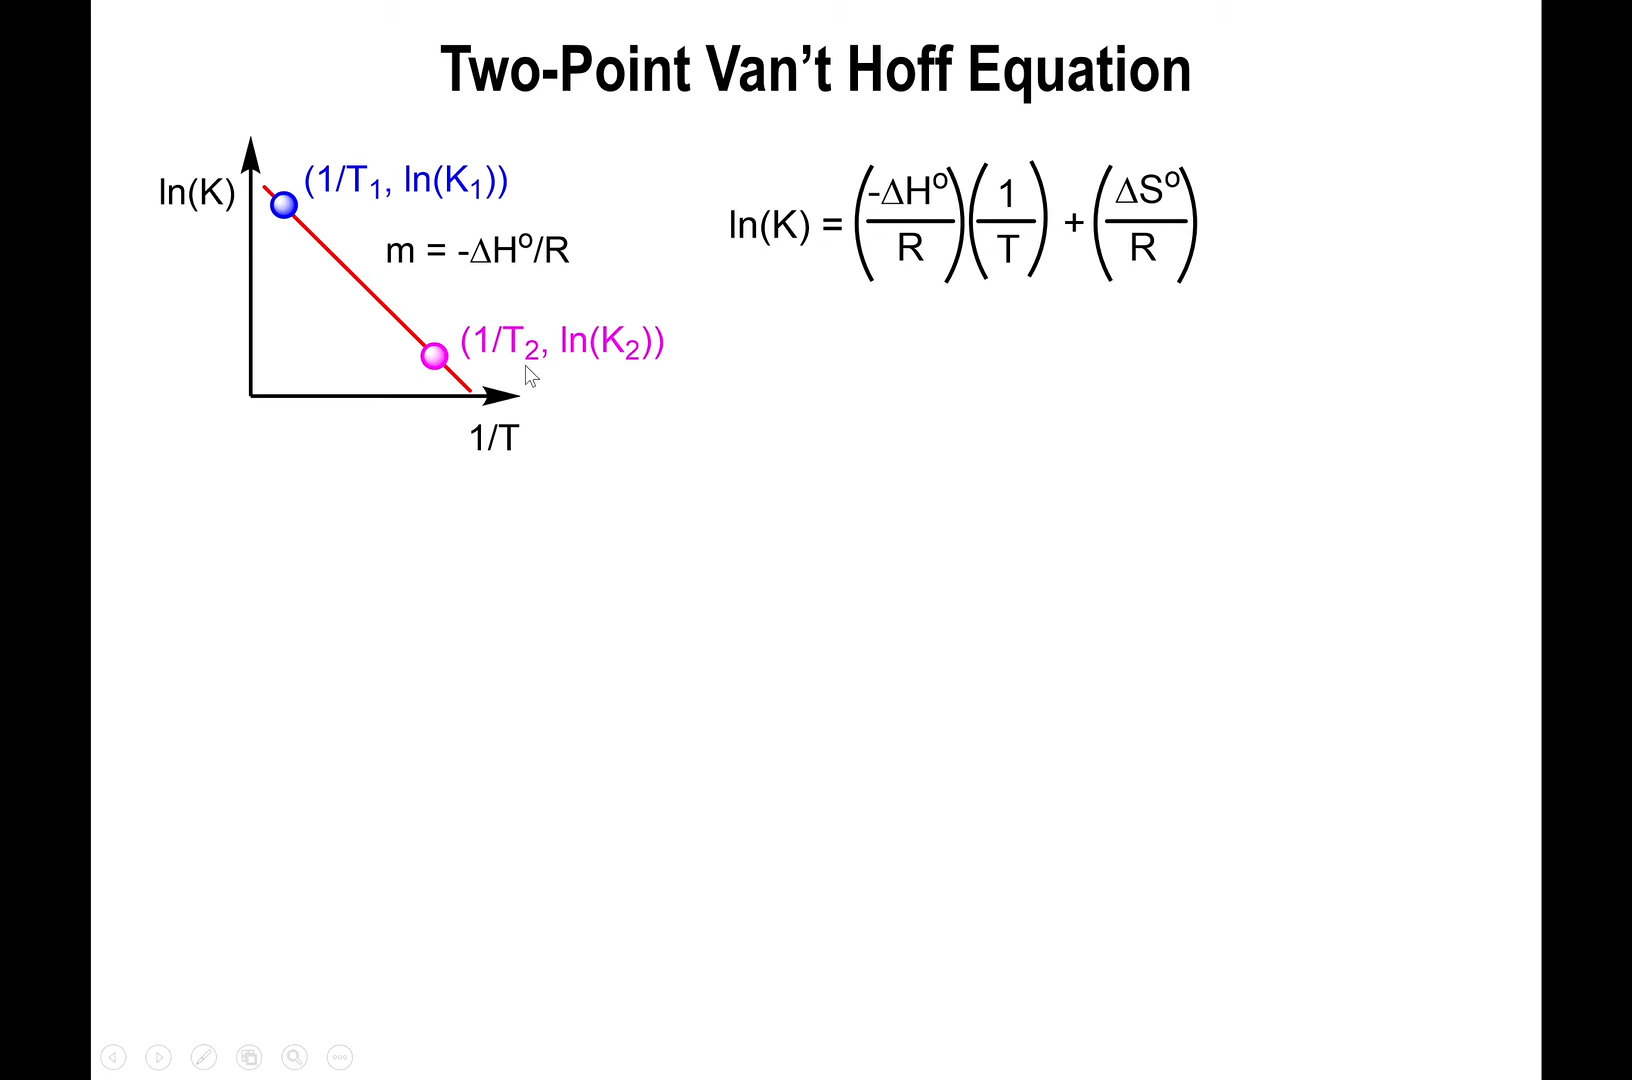 Two-Point Van’t Hoff Equation
ln(K)
(1/T₁, ln(K₁))
m = -ΔHº/R
(1/T₂, ln(K₂))
1/T
ln(K) = (-ΔHº/R)(1/T) + (ΔSº/R)